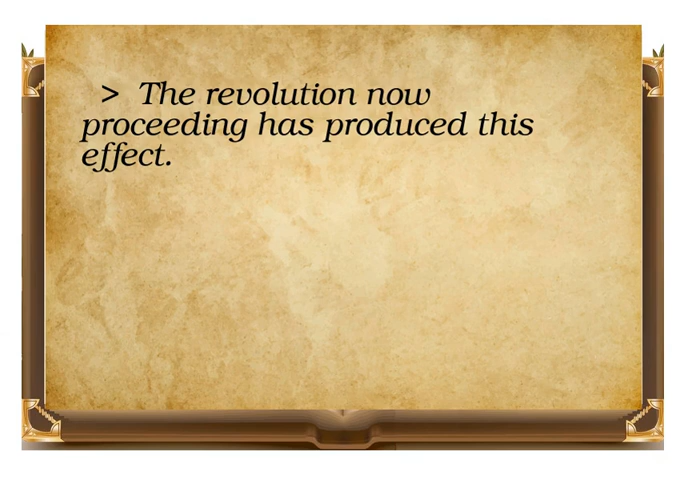 > The revolution now
proceeding has produced this
effect.